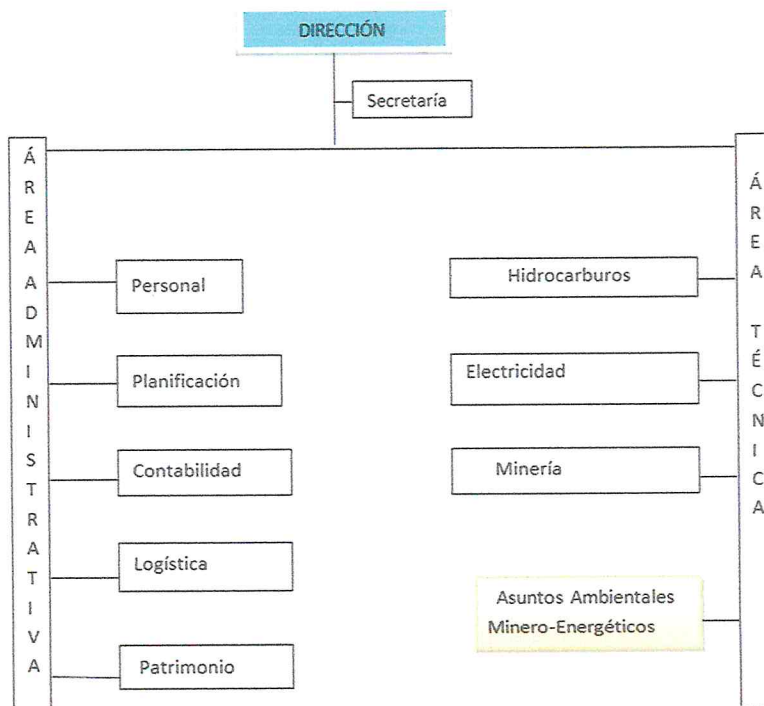 DIRECCIÓN
Secretaría
ÁREA ADMINISTRATIVA
Personal
Planificación
Contabilidad
Logística
Patrimonio
ÁREA TÉCNICA
Hidrocarburos
Electricidad
Minería
Asuntos Ambientales
Minero-Energéticos